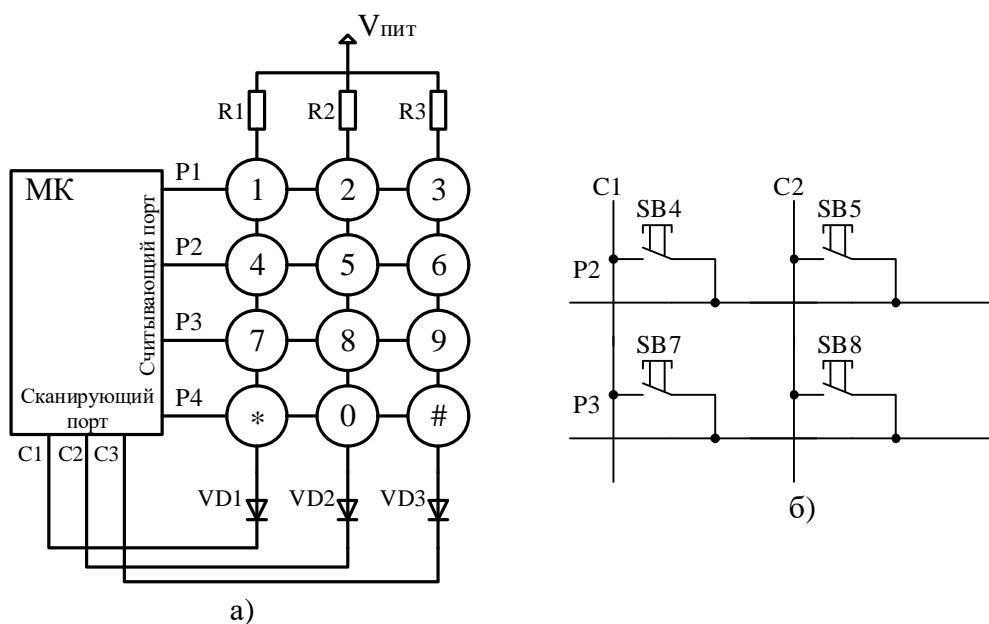 Vпит
R1 R2 R3
МК
Считывающий порт
Сканирующий
порт
P1
P2
P3
P4
1 2 3
4 5 6
7 8 9
* 0 #
C1 C2 C3
VD1 VD2 VD3
а)
C1 C2
SB4 SB5
P2
SB7 SB8
P3
б)